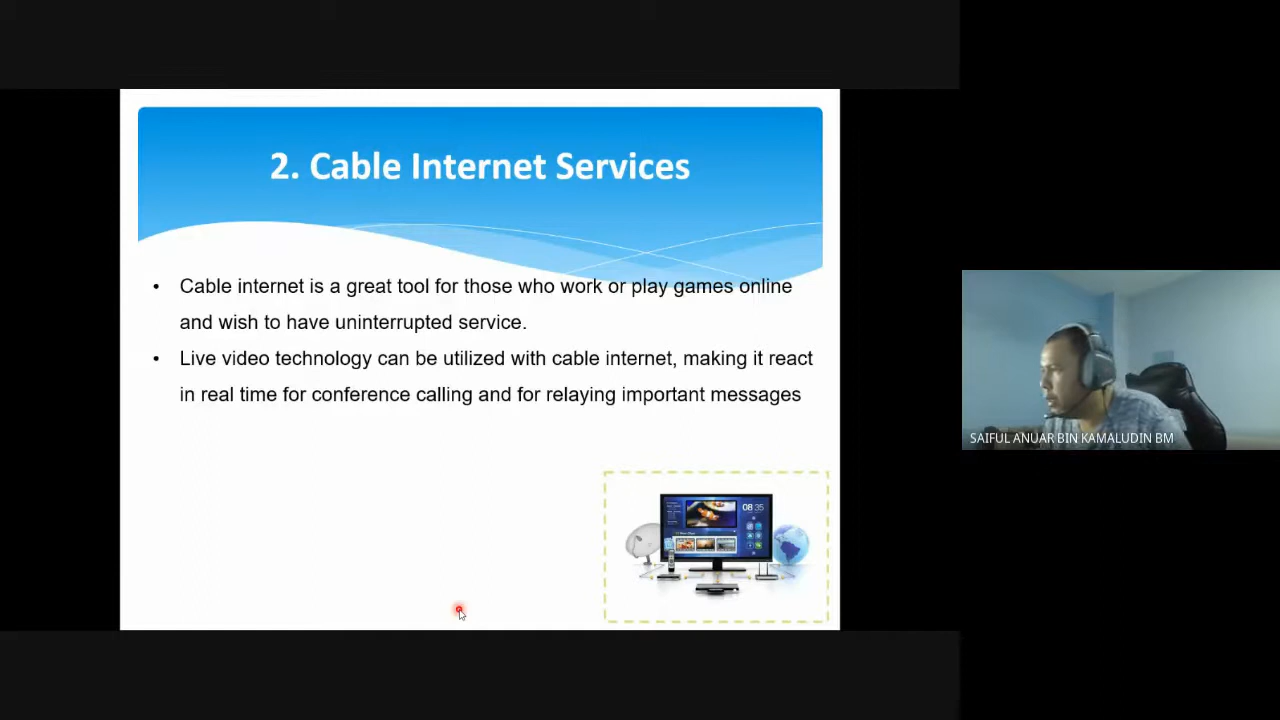 2. Cable Internet Services
• Cable internet is a great tool for those who work or play games online
and wish to have uninterrupted service.
• Live video technology can be utilized with cable internet, making it react
in real time for conference calling and for relaying important messages
08 35
SAIFUL ANUAR BIN KAMALUDIN BM